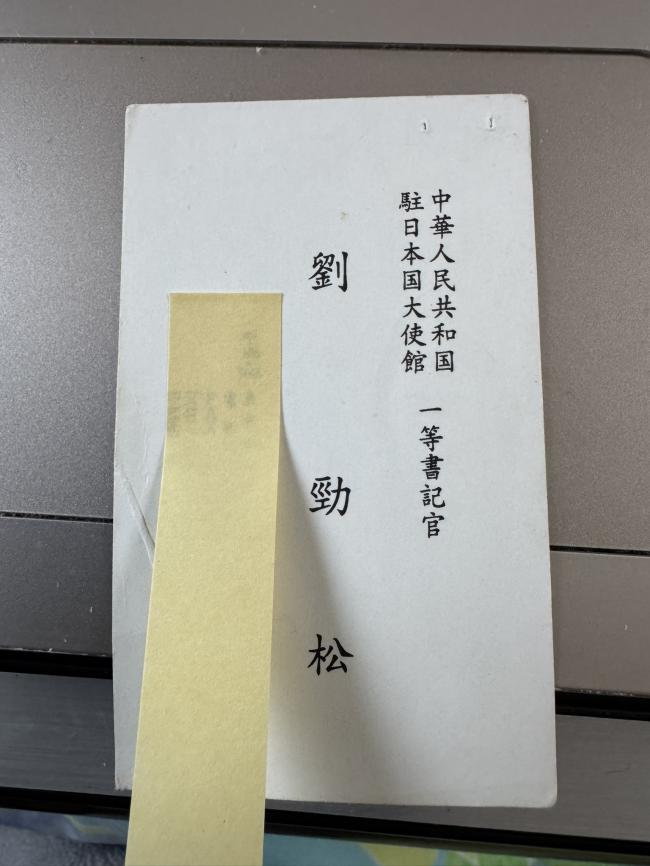 中華人民共和国
駐日本国大使館
一等書記官
劉勁松